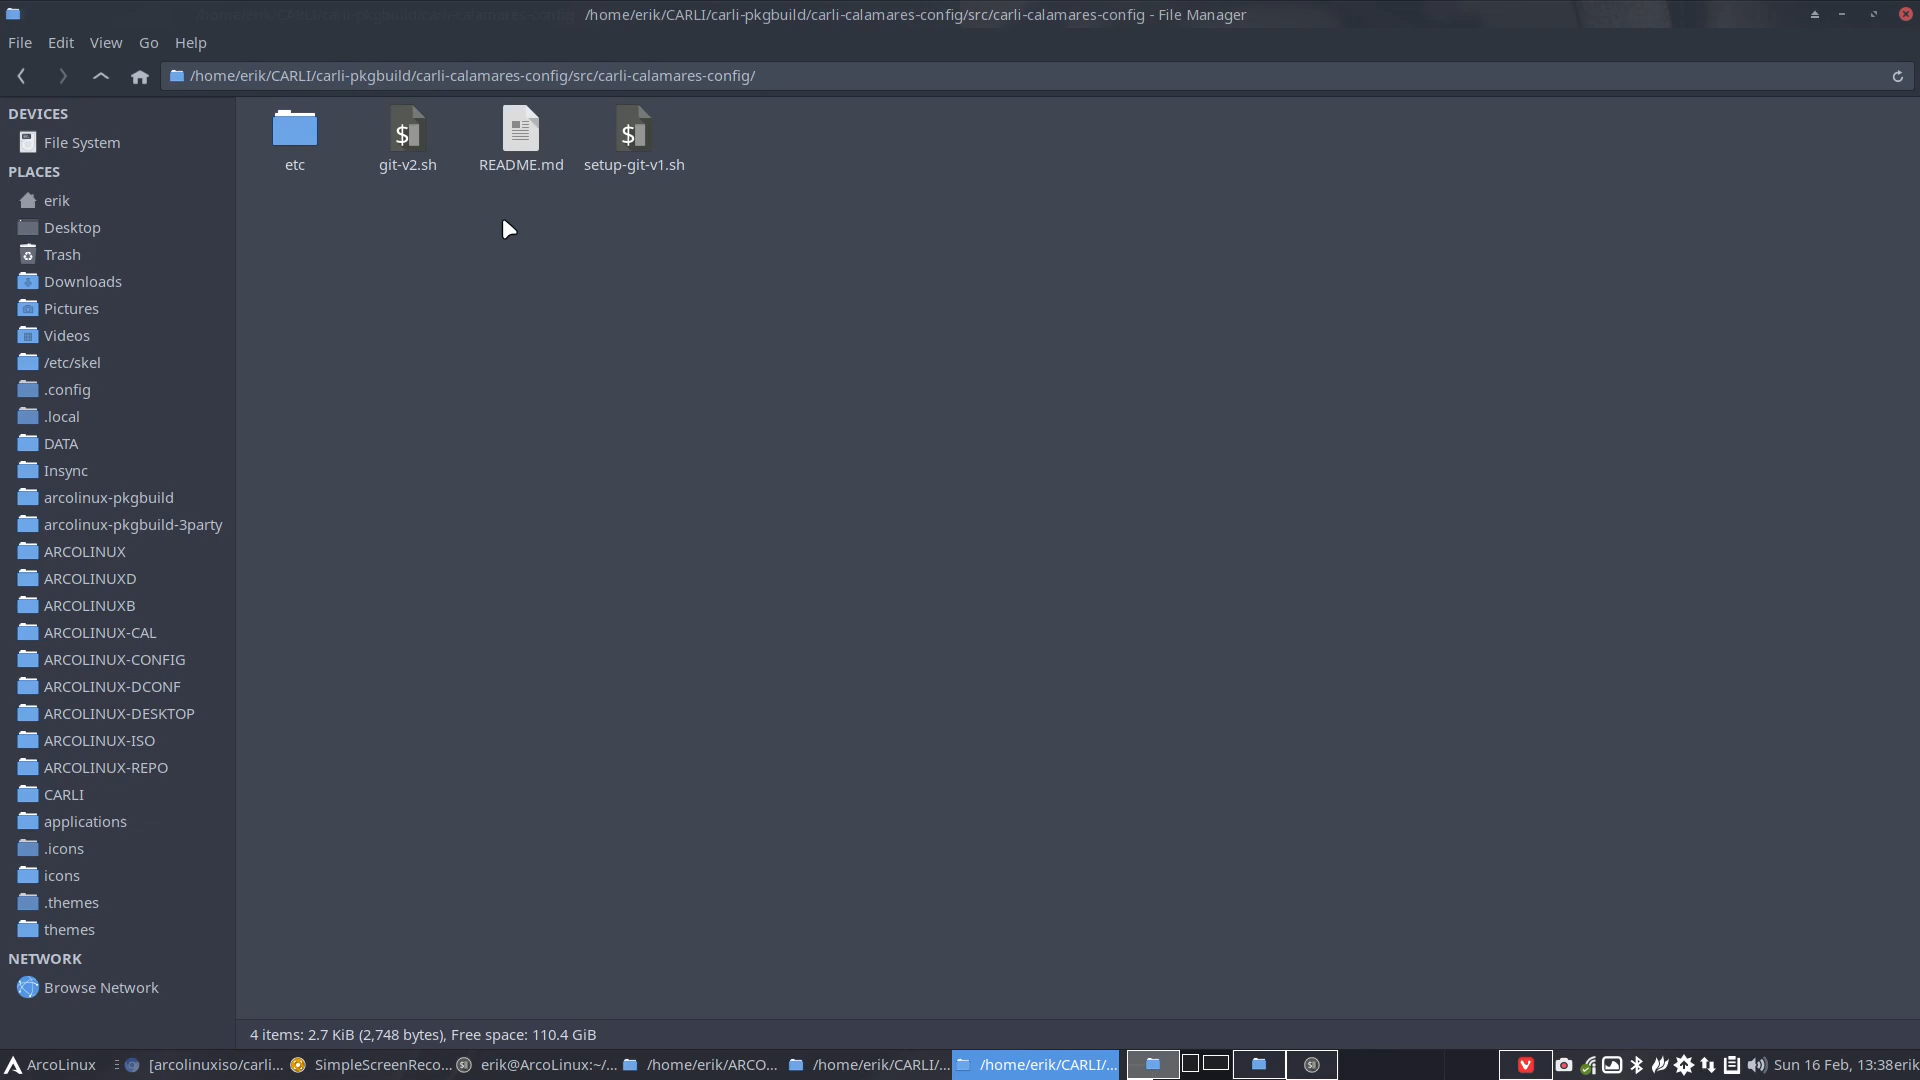 /home/erik/CARLI/carli-pkgbuild/carli-calamares-config/src/carli-calamares-config - File Manager
File Edit View Go Help
/home/erik/CARLI/carli-pkgbuild/carli-calamares-config/src/carli-calamares-config/
DEVICES
File System
PLACES
erik
Desktop
Trash
Downloads
Pictures
Videos
/etc/skel
.config
.local
DATA
Insync
arcolinux-pkgbuild
arcolinux-pkgbuild-3party
ARCOLINUX
ARCOLINUXD
ARCOLINUXB
ARCOLINUX-CAL
ARCOLINUX-CONFIG
ARCOLINUX-DCONF
ARCOLINUX-DESKTOP
ARCOLINUX-ISO
ARCOLINUX-REPO
CARLI
applications
.icons
icons
.themes
themes
NETWORK
Browse Network
etc git-v2.sh README.md setup-git-v1.sh
4 items: 2.7 KiB (2,748 bytes), Free space: 110.4 GiB
ArcoLinux [arcolinuxiso/carli... SimpleScreenReco... erik@ArcoLinux:~/... /home/erik/ARCO... /home/erik/CARLI/... /home/erik/CARLI/... Sun 16 Feb, 13:38 erik